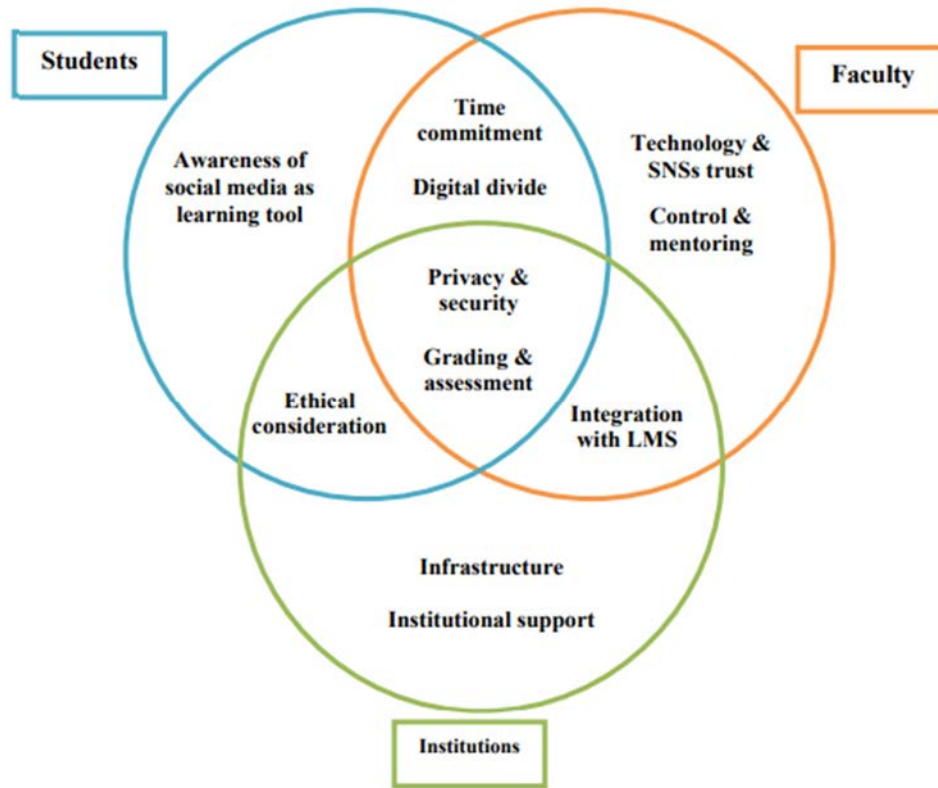 Students
Faculty
Time
commitment
Digital divide
Awareness of
social media as
learning tool
Technology &
SNSs trust
Control &
mentoring
Privacy &
security
Grading &
assessment
Ethical
consideration
Integration
with LMS
Infrastructure
Institutional support
Institutions